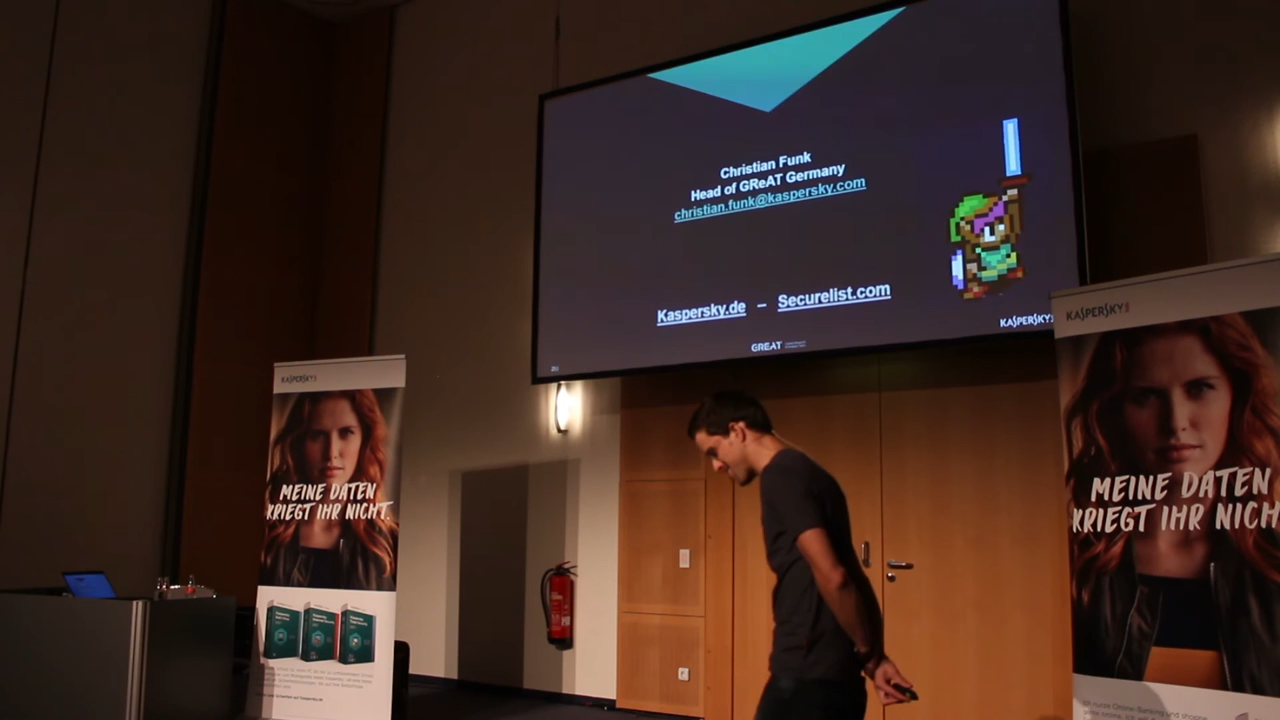 Christian Funk
Head of GReAT Germany
christian.funk@kaspersky.com
Kaspersky.de – Securelist.com
KASPERSKY
GREAT
KASPERSKY
MEINE DATEN
KRIEGT IHR NICHT.
KASPERSKY
MEINE DATEN
KRIEGT IHR NICH